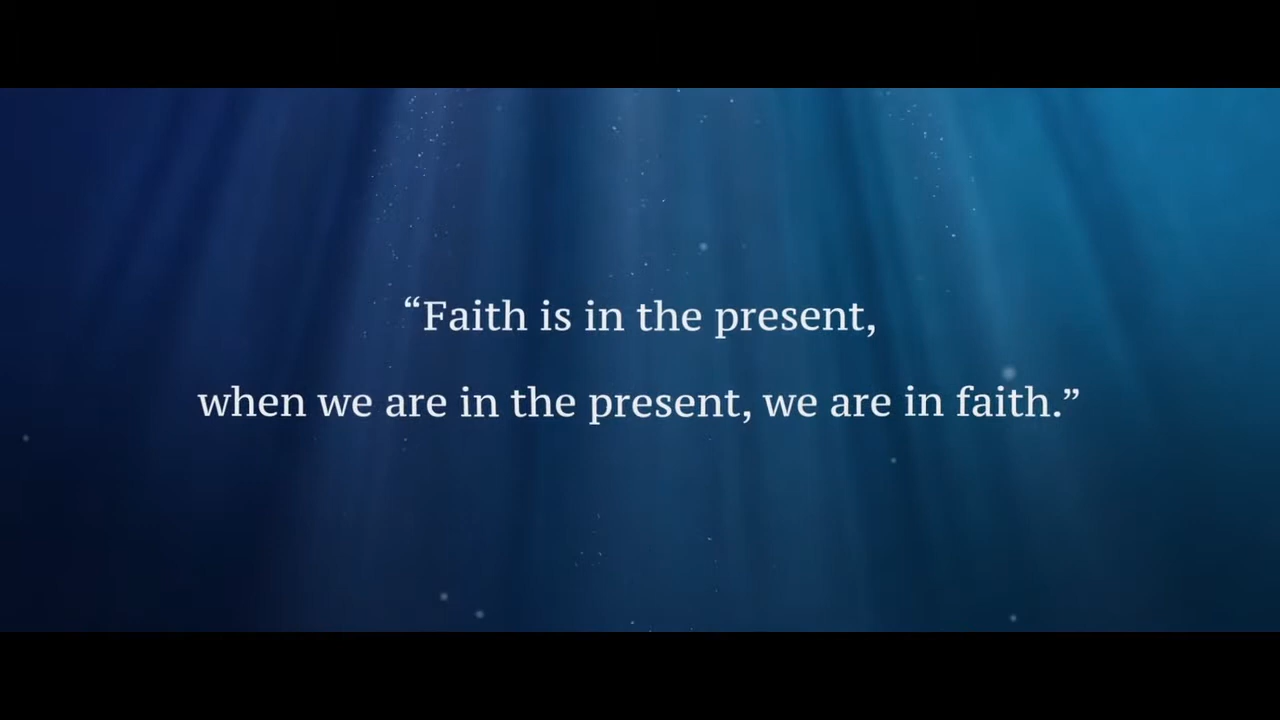 “Faith is in the present,
when we are in the present, we are in faith.”